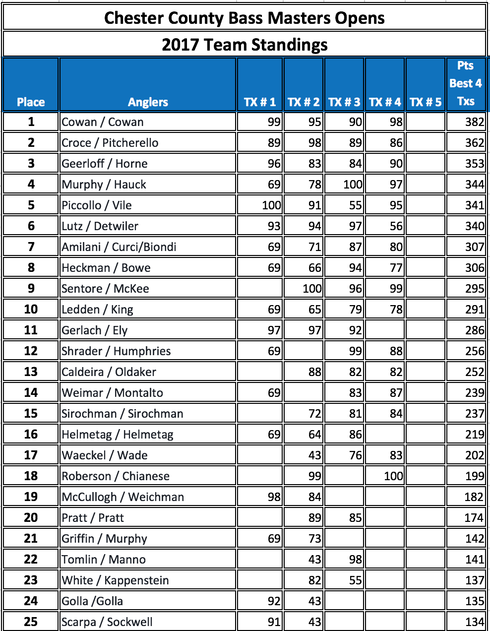 Chester County Bass Masters Opens
2017 Team Standings
Place Anglers TX # 1 TX # 2 TX # 3 TX # 4 TX # 5 Pts Best 4 Txs
1 Cowan / Cowan 99 95 90 98 382
2 Croce / Pitcherello 89 98 89 86 362
3 Geerloff / Horne 96 83 84 90 353
4 Murphy / Hauck 69 78 100 97 344
5 Piccollo / Vile 100 91 55 95 341
6 Lutz / Detwiler 93 94 97 56 340
7 Amilani / Curci/Biondi 69 71 87 80 307
8 Heckman / Bowe 69 66 94 77 306
9 Sentore / McKee 100 96 99 295
10 Ledden / King 69 65 79 78 291
11 Gerlach / Ely 97 97 92 286
12 Shrader / Humphries 69 99 88 256
13 Caldeira / Oldaker 88 82 82 252
14 Weimar / Montalto 69 83 87 239
15 Sirochman / Sirochman 72 81 84 237
16 Helmetag / Helmetag 69 64 86 219
17 Waeckel / Wade 43 76 83 202
18 Roberson / Chianese 99 100 199
19 McCullogh / Weichman 98 84 182
20 Pratt / Pratt 89 85 174
21 Griffin / Murphy 69 73 142
22 Tomlin / Manno 43 98 141
23 White / Kappenstein 82 55 137
24 Golla /Golla 92 43 135
25 Scarpa / Sockwell 91 43 134